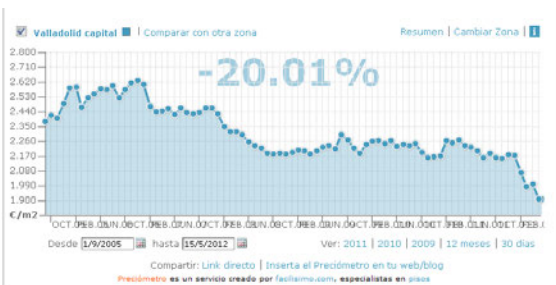 Valladolid capital | Comparar con otra zona Resumen | Cambiar Zona | i
-20.01%
2.800
2.710
2.620
2.530
2.440
2.350
2.260
2.170
2.080
1.990
1.900
€/m2
Desde 1/9/2005 hasta 15/5/2012 Ver: 2011 | 2010 | 2009 | 12 meses | 30 días
Compartir: Link directo | Inserta el Preciómetro en tu web/blog
Preciómetro es un servicio creado por facilisimo.com, especialistas en pisos